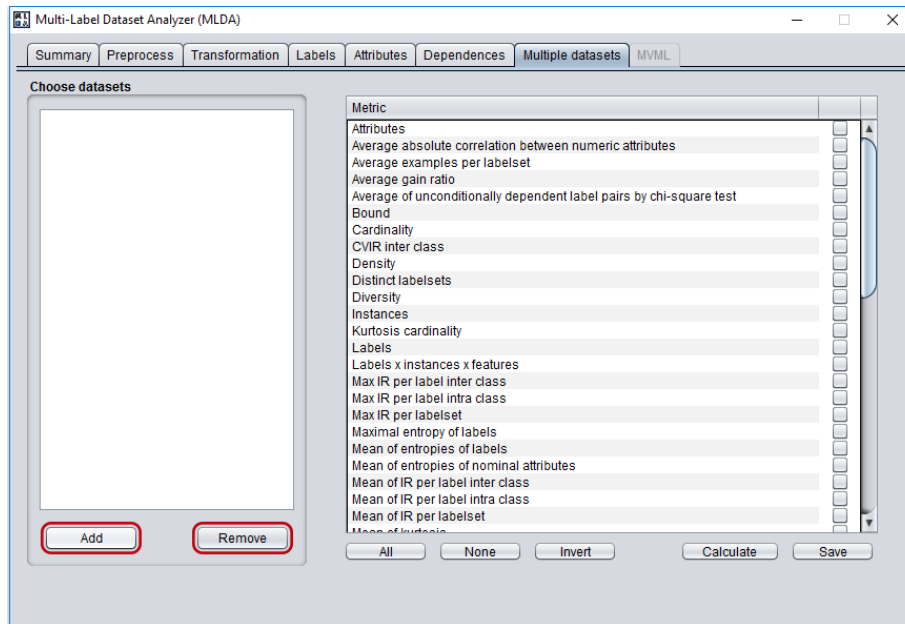 Multi-Label Dataset Analyzer (MLDA)
Summary Preprocess Transformation Labels Attributes Dependences Multiple datasets MVML
Choose datasets
Metric
Attributes
Average absolute correlation between numeric attributes
Average examples per labelset
Average gain ratio
Average of unconditionally dependent label pairs by chi-square test
Bound
Cardinality
CVIR inter class
Density
Distinct labelsets
Diversity
Instances
Kurtosis cardinality
Labels
Labels x instances x features
Max IR per label inter class
Max IR per label intra class
Max IR per labelset
Maximal entropy of labels
Mean of entropies of labels
Mean of entropies of nominal attributes
Mean of IR per label inter class
Mean of IR per label intra class
Mean of IR per labelset
Mean of kurtosis
Add Remove
All None Invert Calculate Save